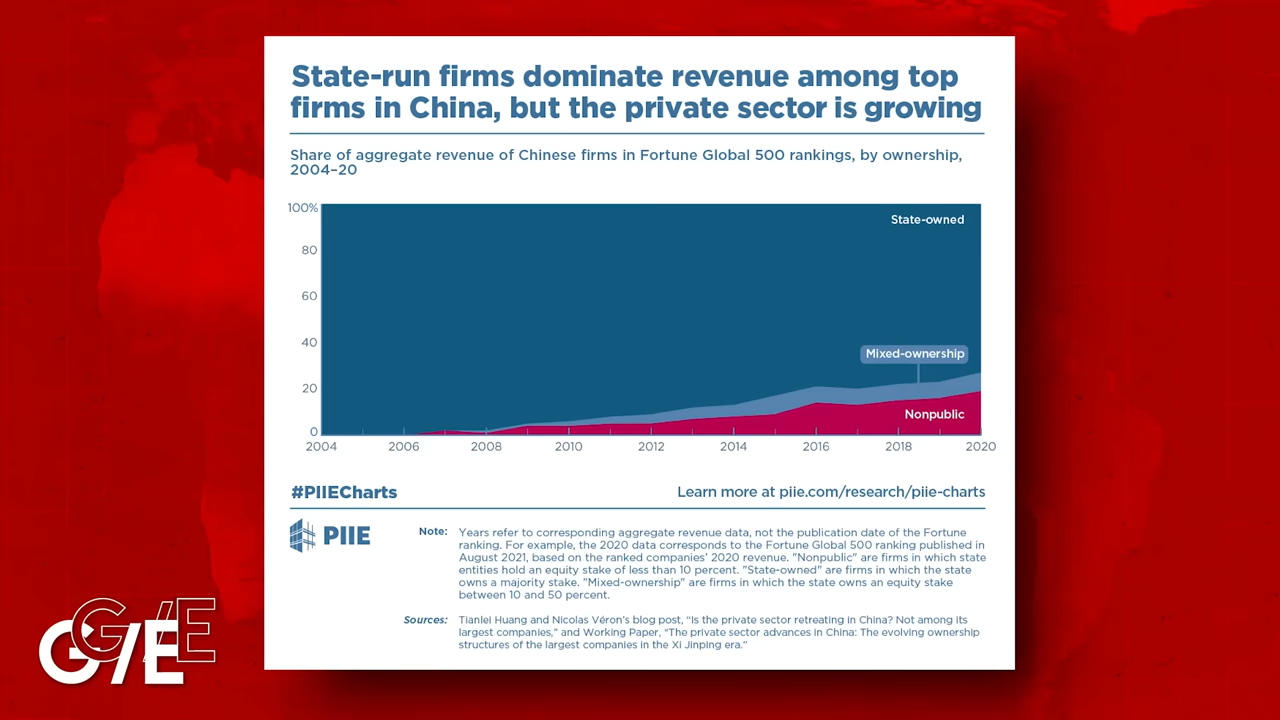 State-run firms dominate revenue among top
firms in China, but the private sector is growing
Share of aggregate revenue of Chinese firms in Fortune Global 500 rankings, by ownership,
2004–20
100%
80
60
40
20
0
State-owned
Mixed-ownership
Nonpublic
2004 2006 2008 2010 2012 2014 2016 2018 2020
#PIIECharts
Learn more at piie.com/research/piie-charts
PIIE
Note: Years refer to corresponding aggregate revenue data, not the publication date of the Fortune
ranking. For example, the 2020 data corresponds to the Fortune Global 500 ranking published in
August 2021, based on the ranked companies' 2020 revenue. "Nonpublic" are firms in which state
entities hold an equity stake of less than 10 percent. "State-owned" are firms in which the state
owns a majority stake. "Mixed-ownership" are firms in which the state owns an equity stake
between 10 and 50 percent.
Sources: Tianlei Huang and Nicolas Véron's blog post, "Is the private sector retreating in China? Not among its
largest companies," and Working Paper, "The private sector advances in China: The evolving ownership
structures of the largest companies in the Xi Jinping era."
G/E
G/E